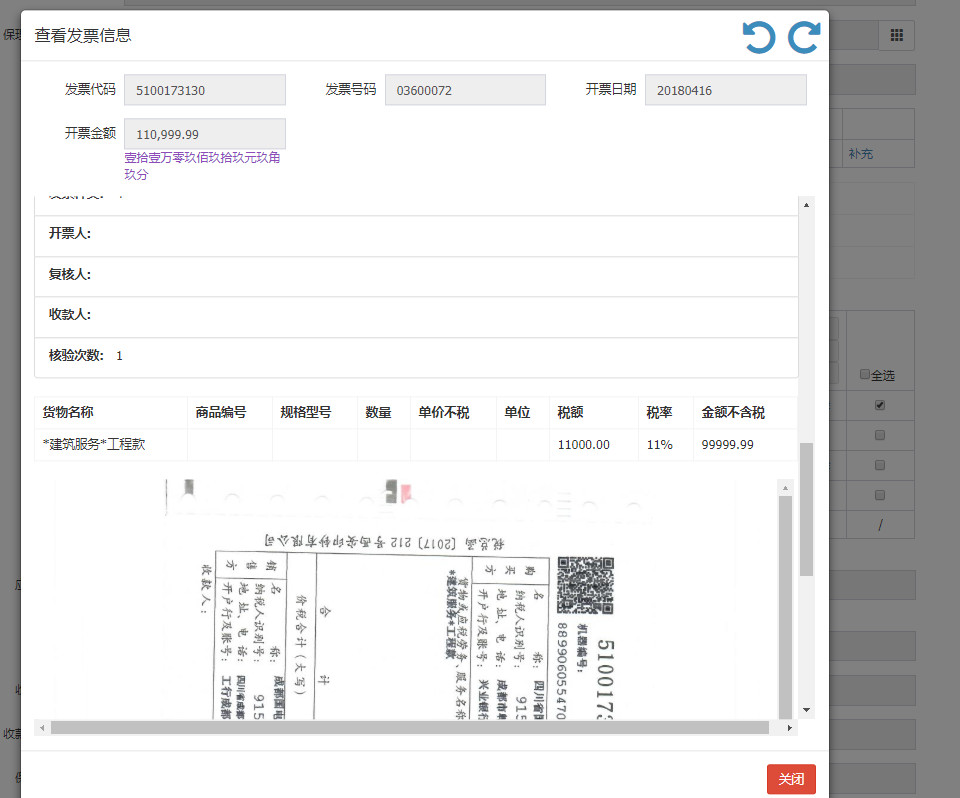 查看发票信息
发票代码 5100173130 发票号码 03600072 开票日期 20180416
开票金额 110,999.99
壹拾壹万零玖佰玖拾玖元玖角
玖分
开票人:
复核人:
收款人:
核验次数: 1
货物名称 商品编号 规格型号 数量 单价不税 单位 税额 税率 金额不含税
*建筑服务*工程款 11000.00 11% 99999.99
税总函〔2017〕212号西安印钞有限公司
机器编号:
889906055470
5100173
购买方
名称: 四川省
纳税人识别号: 915
地址、电话: 成都市
开户行及账号: 兴业银
货物或应税劳务、服务名称
*建筑服务*工程款
合计
价税合计(大写)
销售方
名称: 成都国电
纳税人识别号: 915
地址、电话: 四川省成都
开户行及账号: 工行成都
收款人:
关闭
补充
全选
/
收款